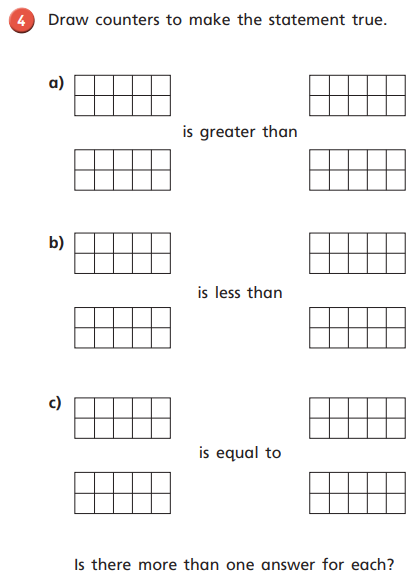 4 Draw counters to make the statement true.
a)
is greater than
b)
is less than
c)
is equal to
Is there more than one answer for each?